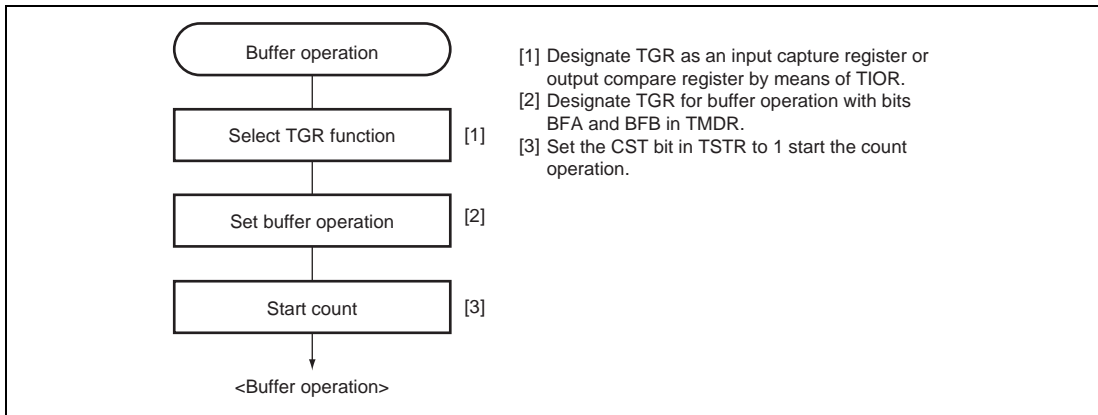 Buffer operation
Select TGR function
[1]
Set buffer operation
[2]
Start count
[3]
<Buffer operation>
[1] Designate TGR as an input capture register or
output compare register by means of TIOR.
[2] Designate TGR for buffer operation with bits
BFA and BFB in TMDR.
[3] Set the CST bit in TSTR to 1 start the count
operation.